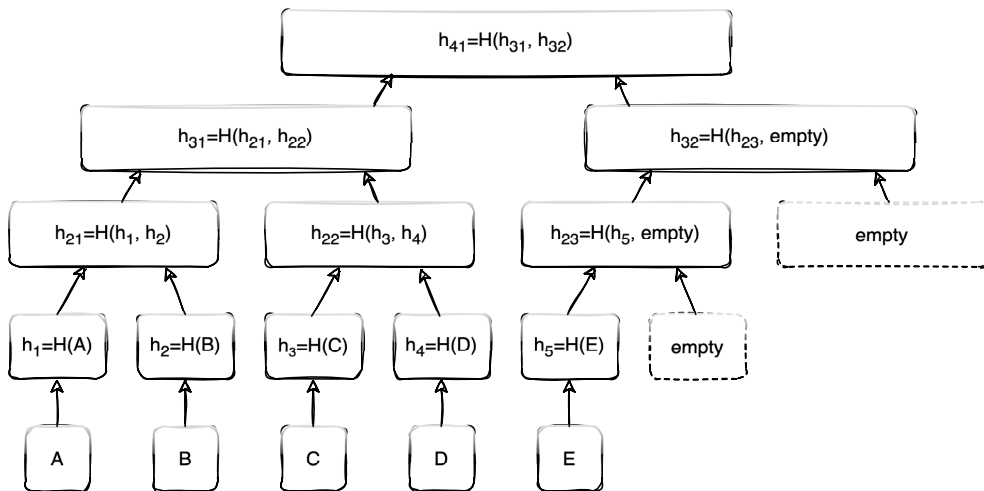 h₄₁=H(h₃₁, h₃₂)
h₃₁=H(h₂₁, h₂₂)
h₃₂=H(h₂₃, empty)
h₂₁=H(h₁, h₂)
h₂₂=H(h₃, h₄)
h₂₃=H(h₅, empty)
empty
h₁=H(A)
h₂=H(B)
h₃=H(C)
h₄=H(D)
h₅=H(E)
empty
A
B
C
D
E